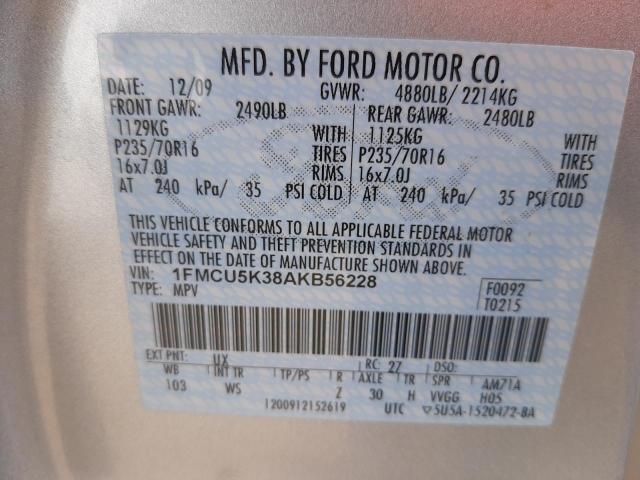 MFD. BY FORD MOTOR CO.
DATE: 12/09 GVWR: 4880LB/ 2214KG
FRONT GAWR: 2490LB REAR GAWR: 2480LB
1129KG WITH 1125KG WITH
P235/70R16 TIRES P235/70R16 TIRES
16x7.0J RIMS 16x7.0J RIMS
AT 240 kPa/ 35 PSI COLD AT 240 kPa/ 35 PSI COLD
THIS VEHICLE CONFORMS TO ALL APPLICABLE FEDERAL MOTOR
VEHICLE SAFETY AND THEFT PREVENTION STANDARDS IN
EFFECT ON THE DATE OF MANUFACTURE SHOWN ABOVE.
VIN: 1FMCU5K38AKB56228 F0092
TYPE: MPV T0215
EXT PNT: UX RC: 27 DSO:
WB INT TR TP/PS R AXLE TR SPR AM71A
103 WS Z 30 H VVGG H05
1200912152619 UTC ▽5U5A-1520472-BA